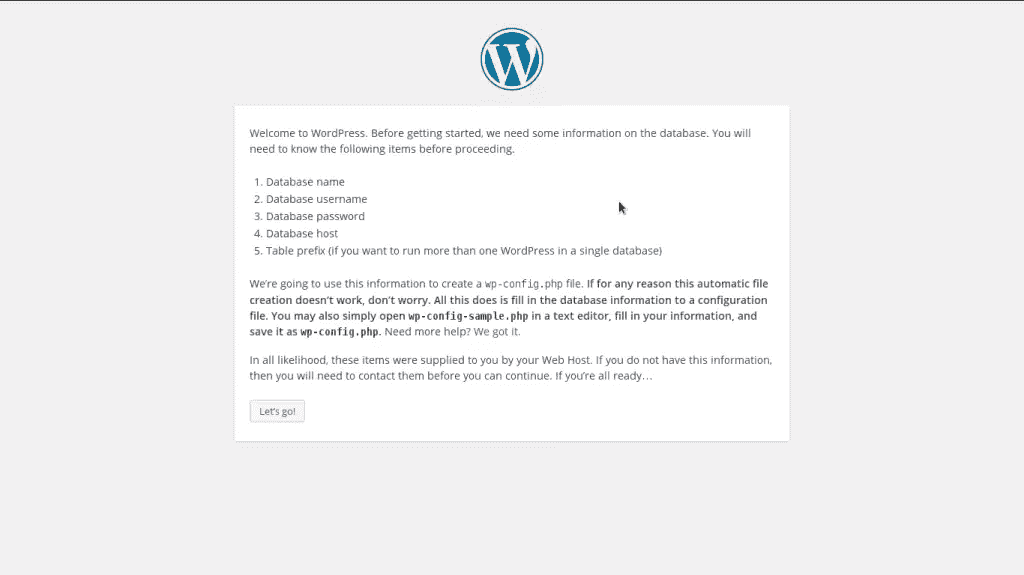 W
Welcome to WordPress. Before getting started, we need some information on the database. You will
need to know the following items before proceeding.
1. Database name
2. Database username
3. Database password
4. Database host
5. Table prefix (if you want to run more than one WordPress in a single database)
We're going to use this information to create a wp-config.php file. If for any reason this automatic file
creation doesn't work, don't worry. All this does is fill in the database information to a configuration
file. You may also simply open wp-config-sample.php in a text editor, fill in your information, and
save it as wp-config.php. Need more help? We got it.
In all likelihood, these items were supplied to you by your Web Host. If you do not have this information,
then you will need to contact them before you can continue. If you're all ready…
Let's go!